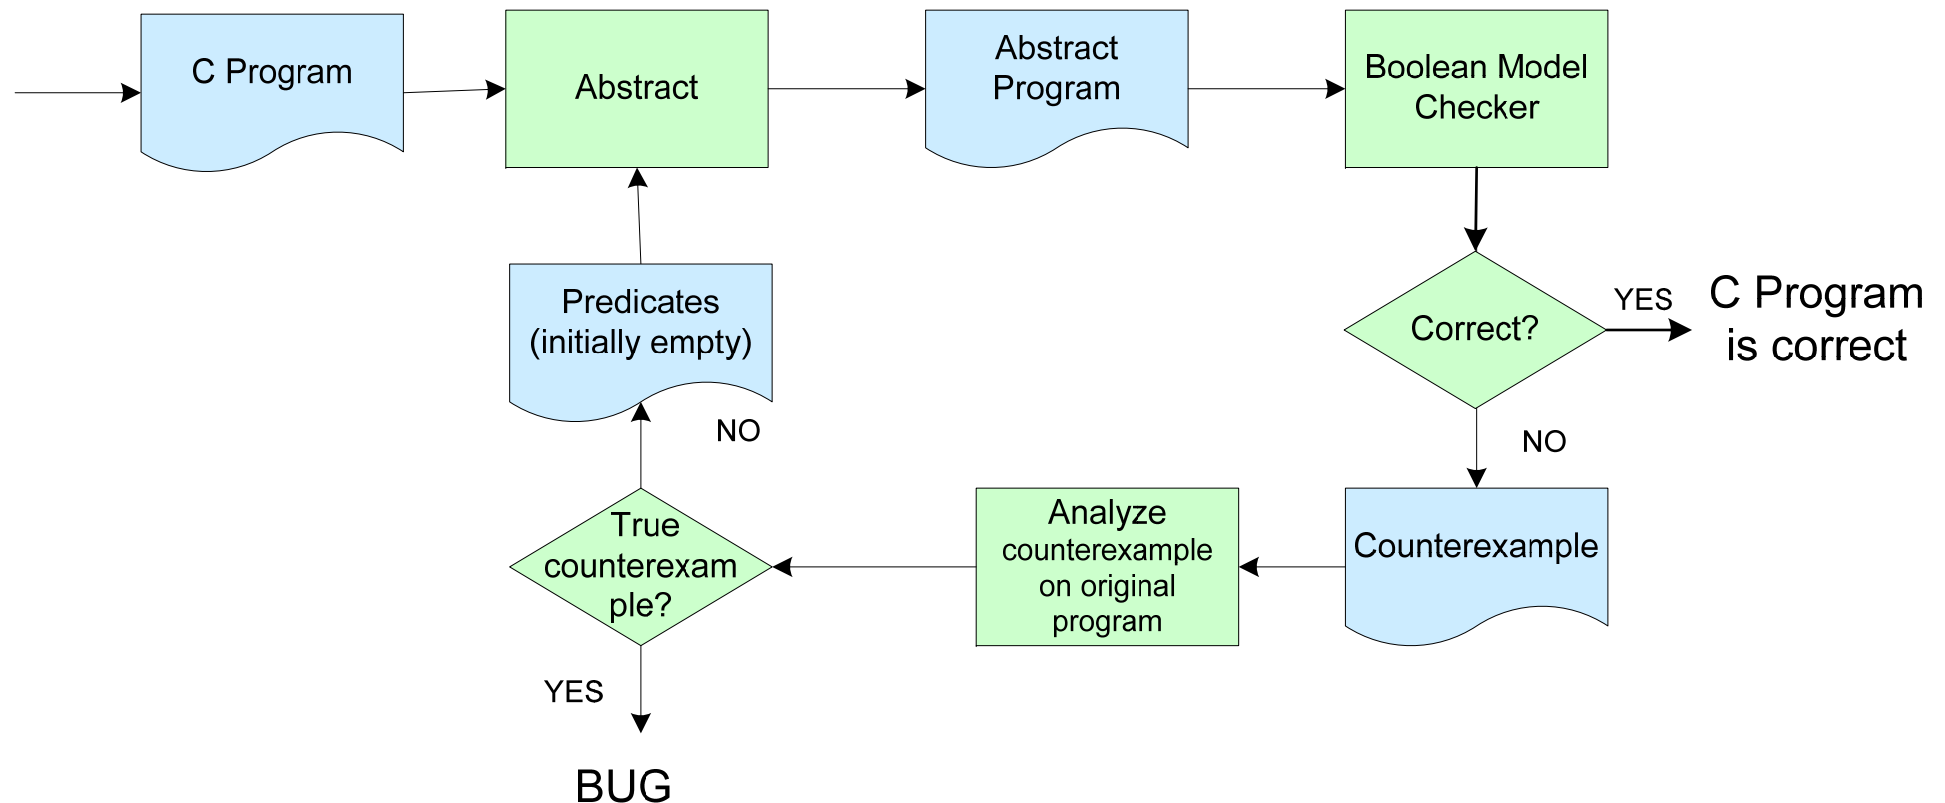 C Program
Abstract
Abstract
Program
Boolean Model
Checker
Predicates
(initially empty)
Correct?
YES
C Program
is correct
NO
NO
True
counterexam
ple?
Analyze
counterexample
on original
program
Counterexample
YES
BUG